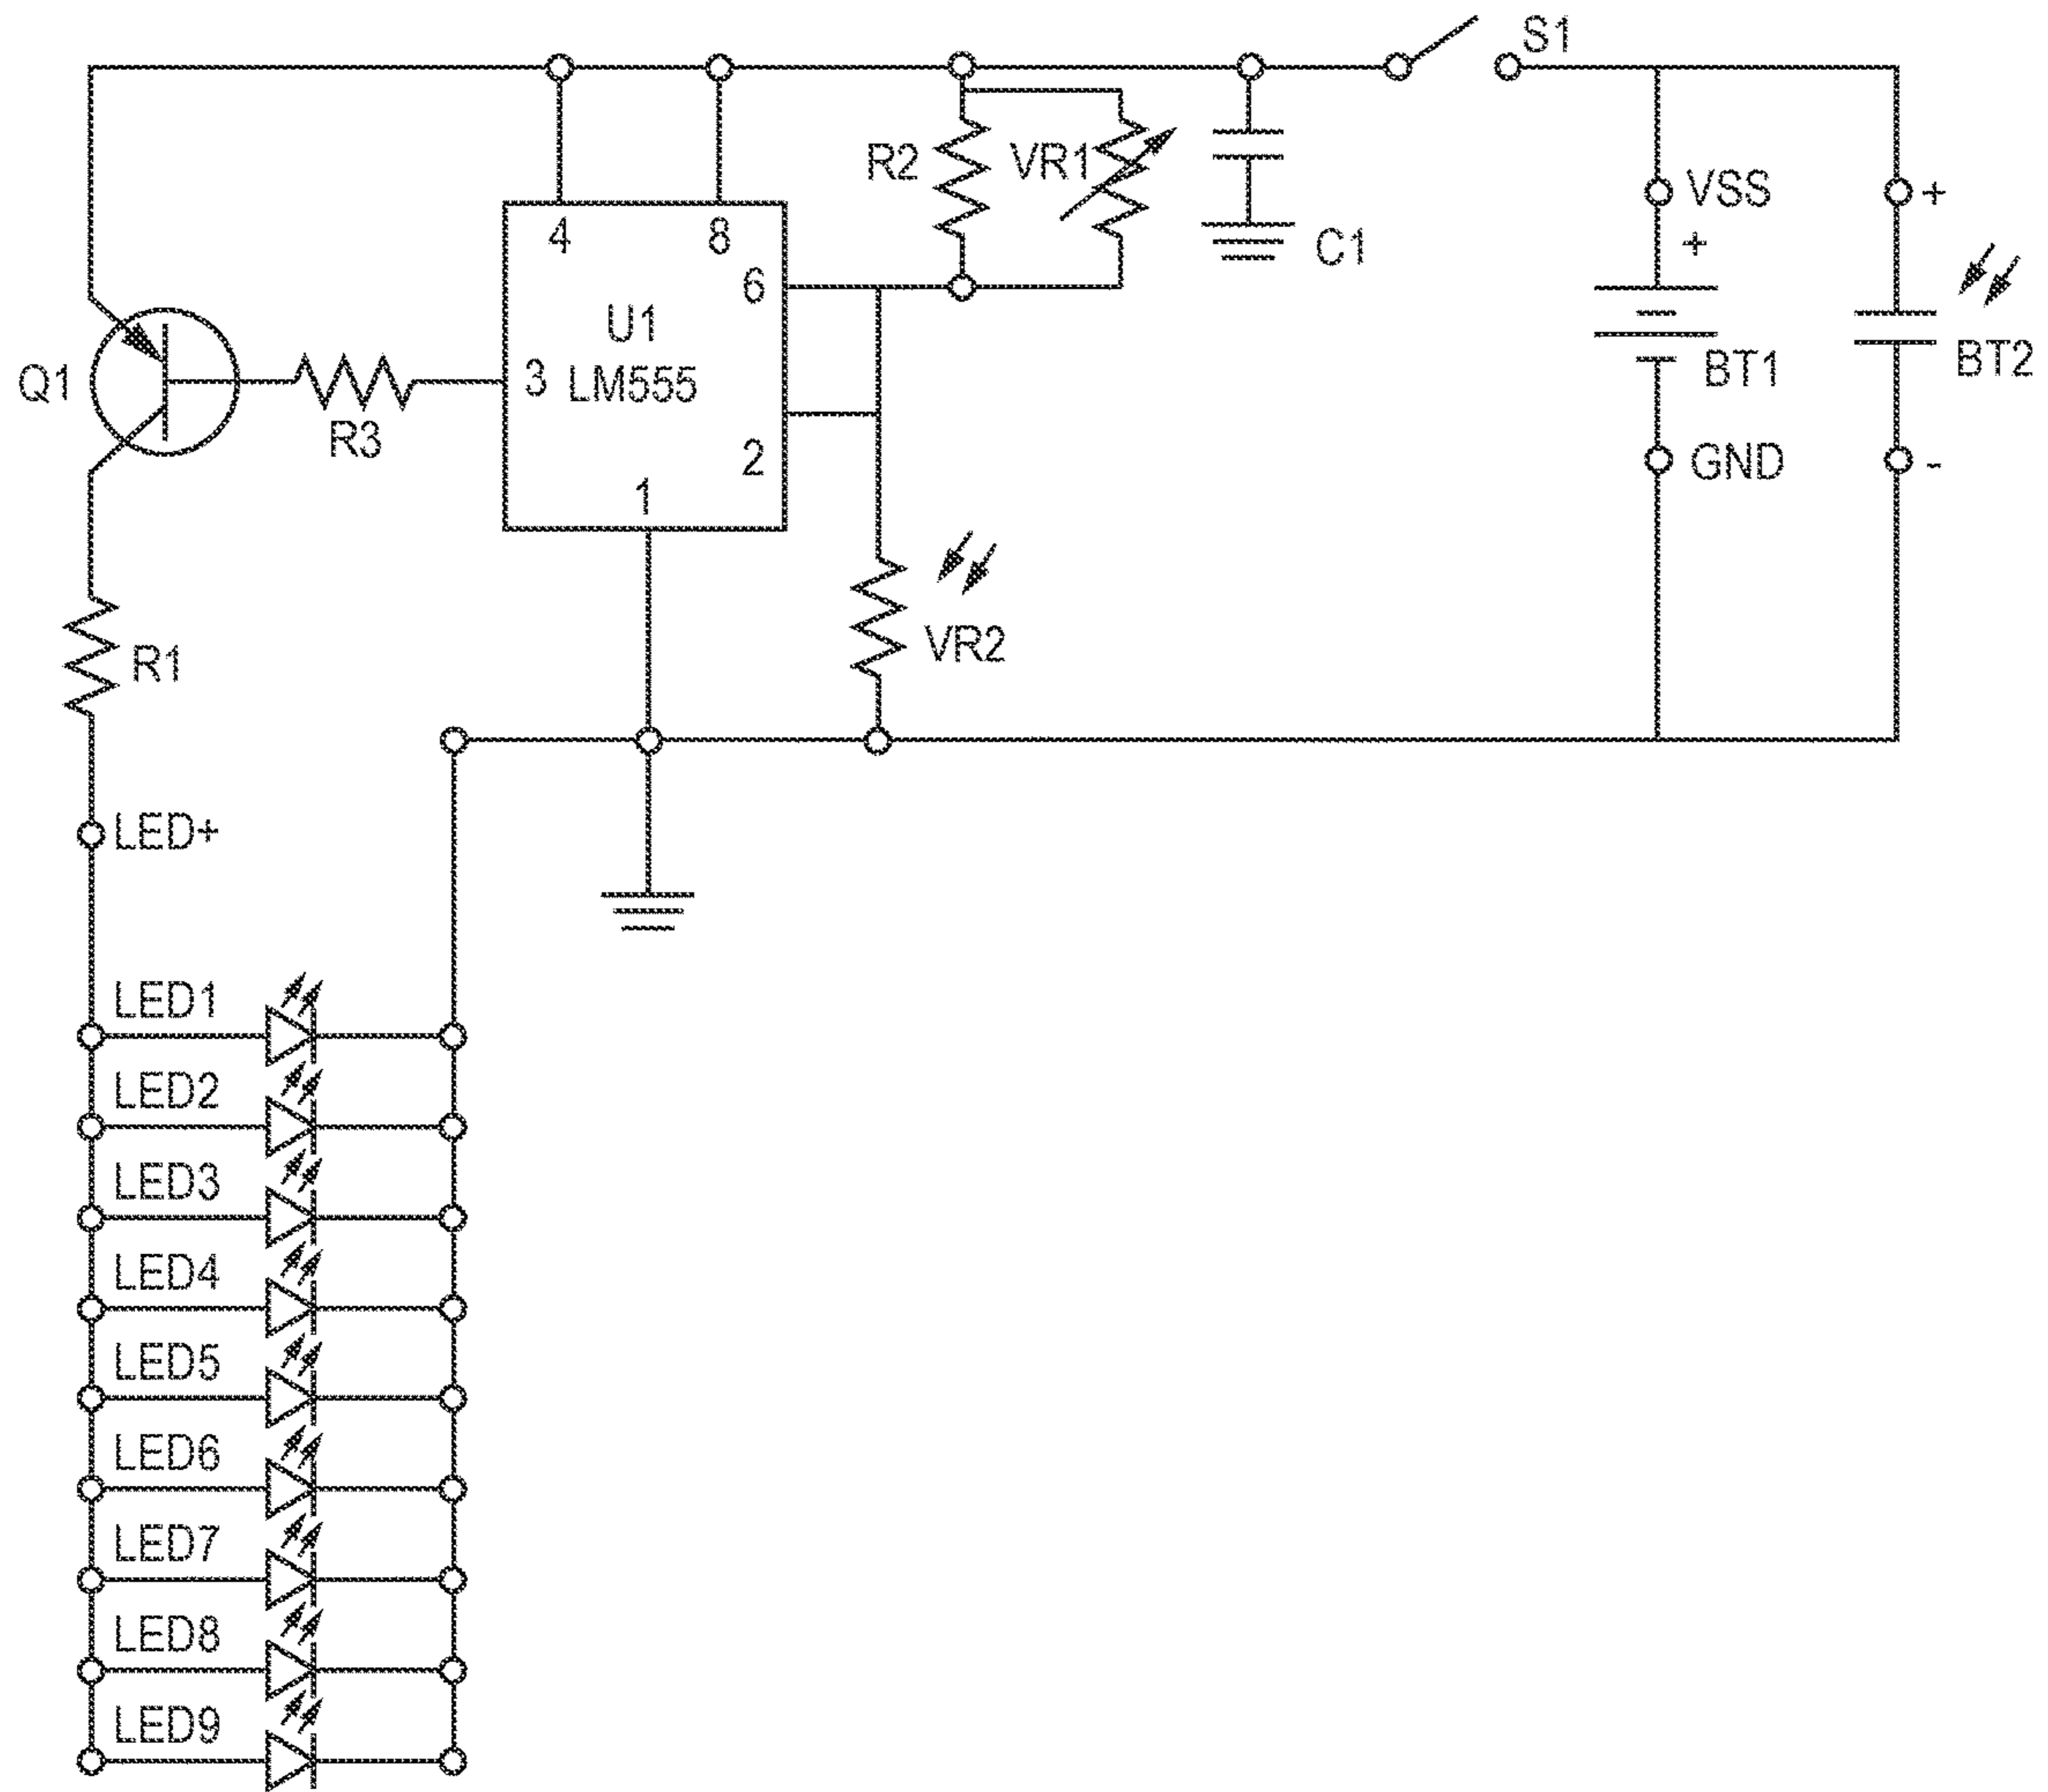 S1
R2
VR1
VSS
+
4
8
C1
+
6
U1
Q1
3
LM555
BT1
BT2
R3
2
GND
-
1
VR2
R1
LED+
LED1
LED2
LED3
LED4
LED5
LED6
LED7
LED8
LED9